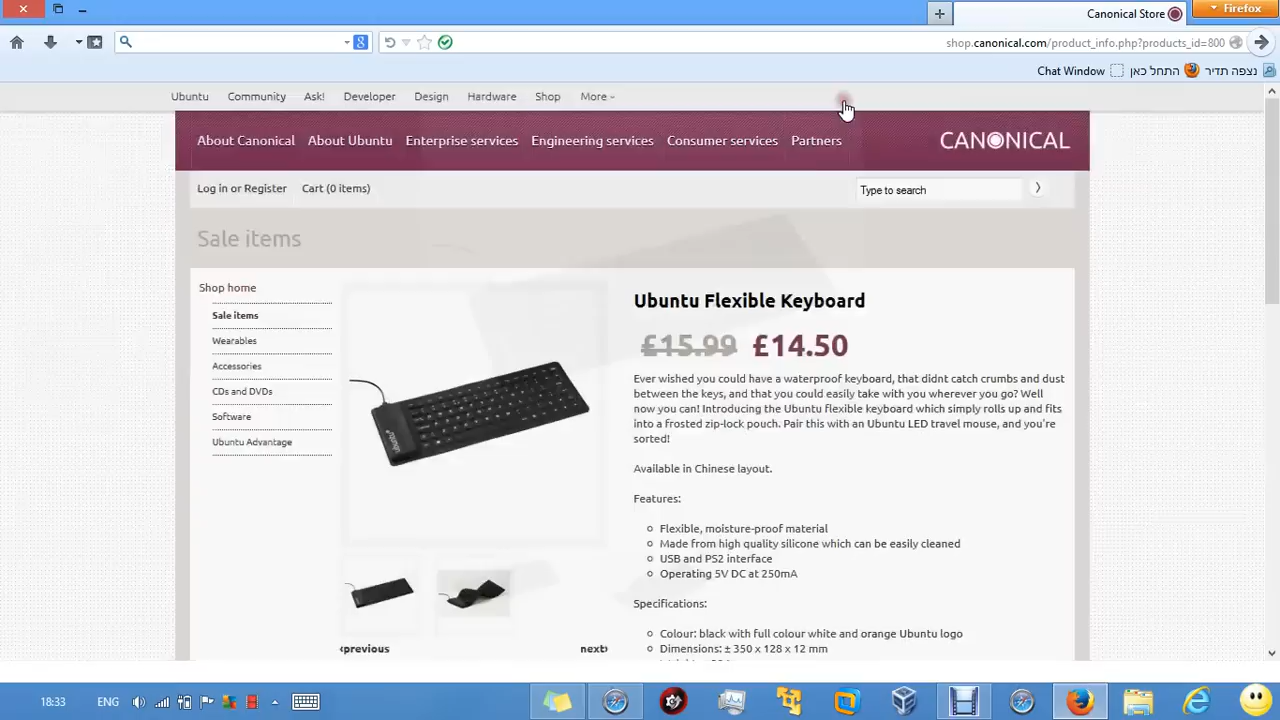 Canonical Store
Firefox
shop.canonical.com/product_info.php?products_id=800
Chat Window
התחל כאן
נצפה תדיר
Ubuntu Community Ask! Developer Design Hardware Shop More
About Canonical About Ubuntu Enterprise services Engineering services Consumer services Partners
CANONICAL
Log in or Register Cart (0 items)
Type to search
Sale items
Shop home
Sale items
Wearables
Accessories
CDs and DVDs
Software
Ubuntu Advantage
‹previous
next›
Ubuntu Flexible Keyboard
£15.99 £14.50
Ever wished you could have a waterproof keyboard, that didnt catch crumbs and dust
between the keys, and that you could easily take with you wherever you go? Well
now you can! Introducing the Ubuntu flexible keyboard which simply rolls up and fits
into a frosted zip-lock pouch. Pair this with an Ubuntu LED travel mouse, and you're
sorted!
Available in Chinese layout.
Features:
Flexible, moisture-proof material
Made from high quality silicone which can be easily cleaned
USB and PS2 interface
Operating 5V DC at 250mA
Specifications:
Colour: black with full colour white and orange Ubuntu logo
Dimensions: ± 350 x 128 x 12 mm
18:33
ENG